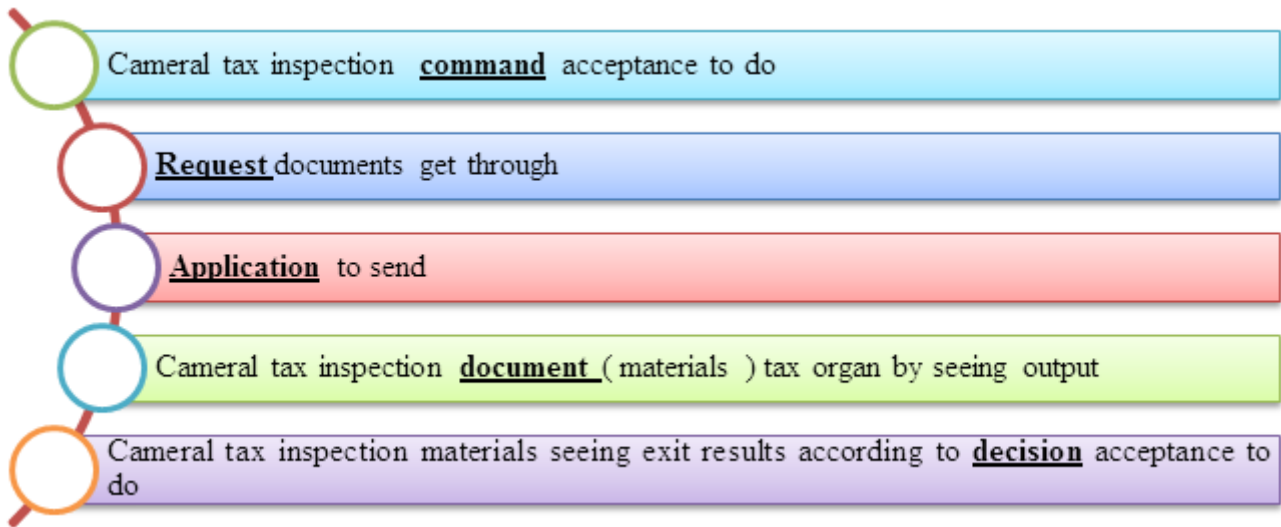 Cameral tax inspection command acceptance to do
Request documents get through
Application to send
Cameral tax inspection document ( materials ) tax organ by seeing output
Cameral tax inspection materials seeing exit results according to decision acceptance to
do